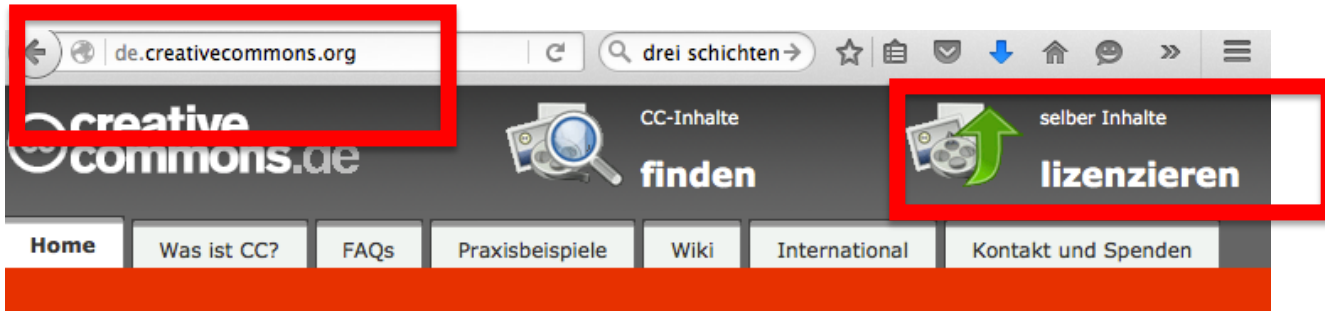 de.creativecommons.org
drei schichten
creative
commons.de
CC-Inhalte
finden
selber Inhalte
lizenzieren
Home
Was ist CC?
FAQs
Praxisbeispiele
Wiki
International
Kontakt und Spenden